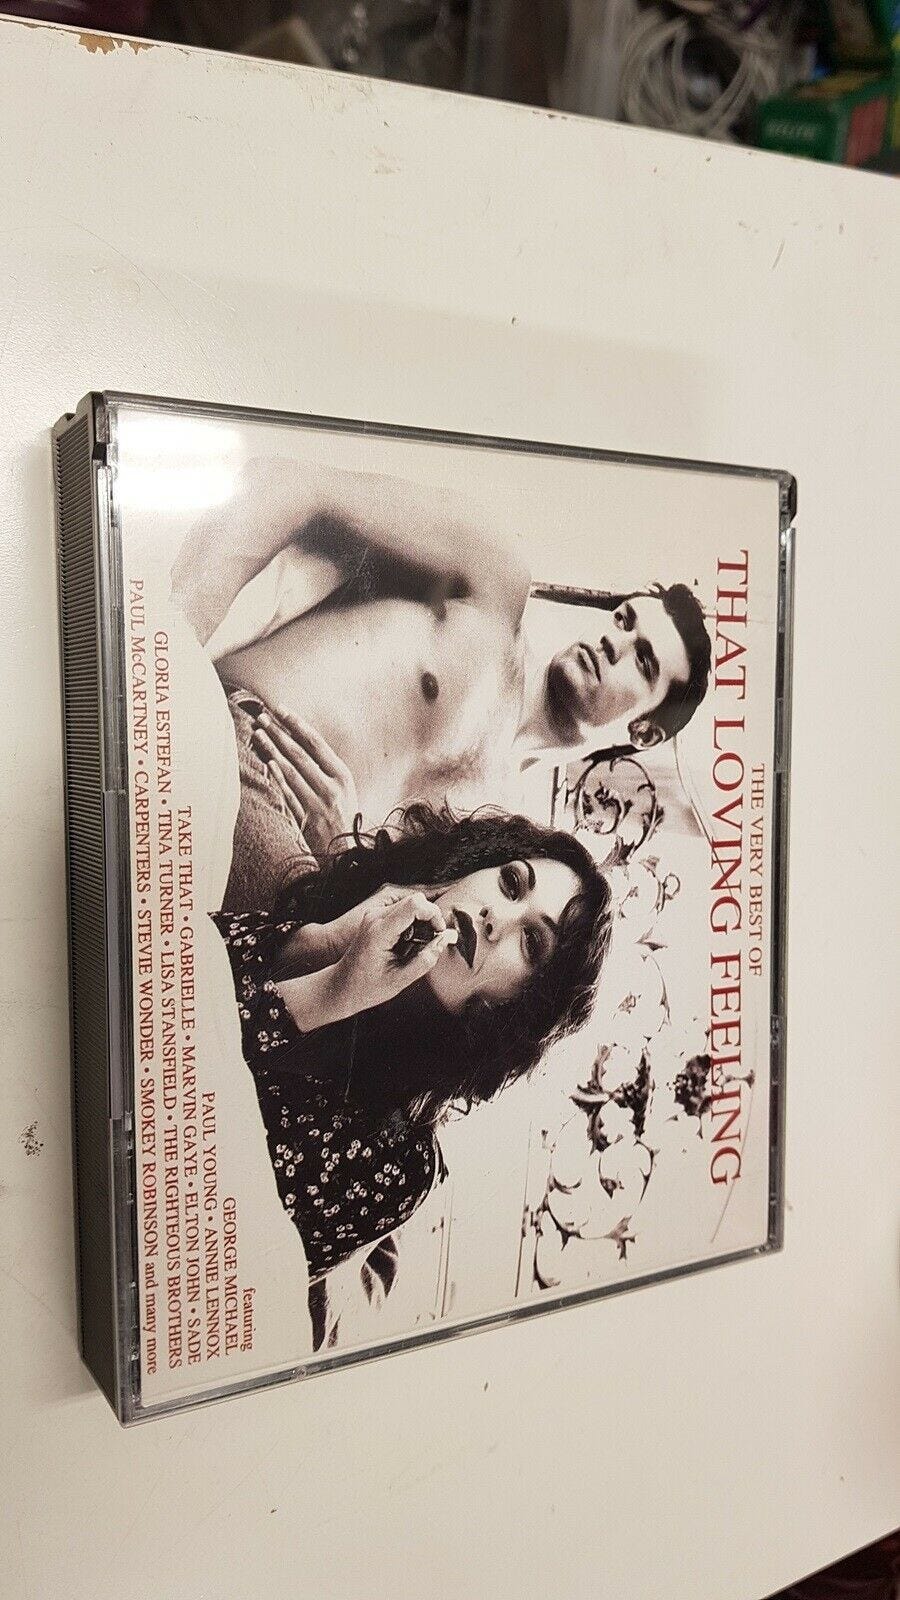 THE VERY BEST OF
THAT LOVING FEELING
featuring
GEORGE MICHAEL
PAUL YOUNG • ANNIE LENNOX
TAKE THAT • GABRIELLE • MARVIN GAYE • ELTON JOHN • SADE
GLORIA ESTEFAN • TINA TURNER • LISA STANSFIELD • THE RIGHTEOUS BROTHERS
PAUL McCARTNEY • CARPENTERS • STEVIE WONDER • SMOKEY ROBINSON and many more